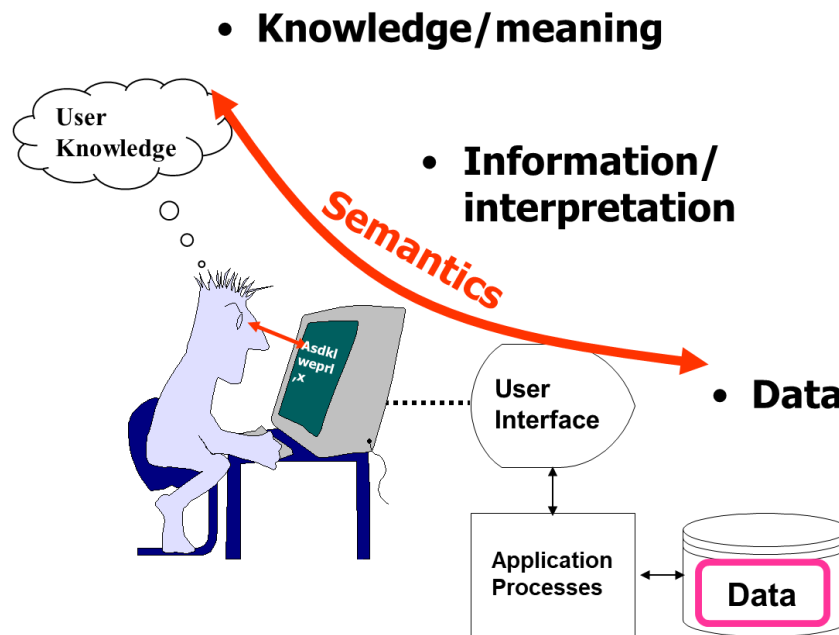 • Knowledge/meaning
User
Knowledge
• Information/
interpretation
Semantics
Asdkl
weprl
,x
User
Interface
• Data
Application
Processes
Data